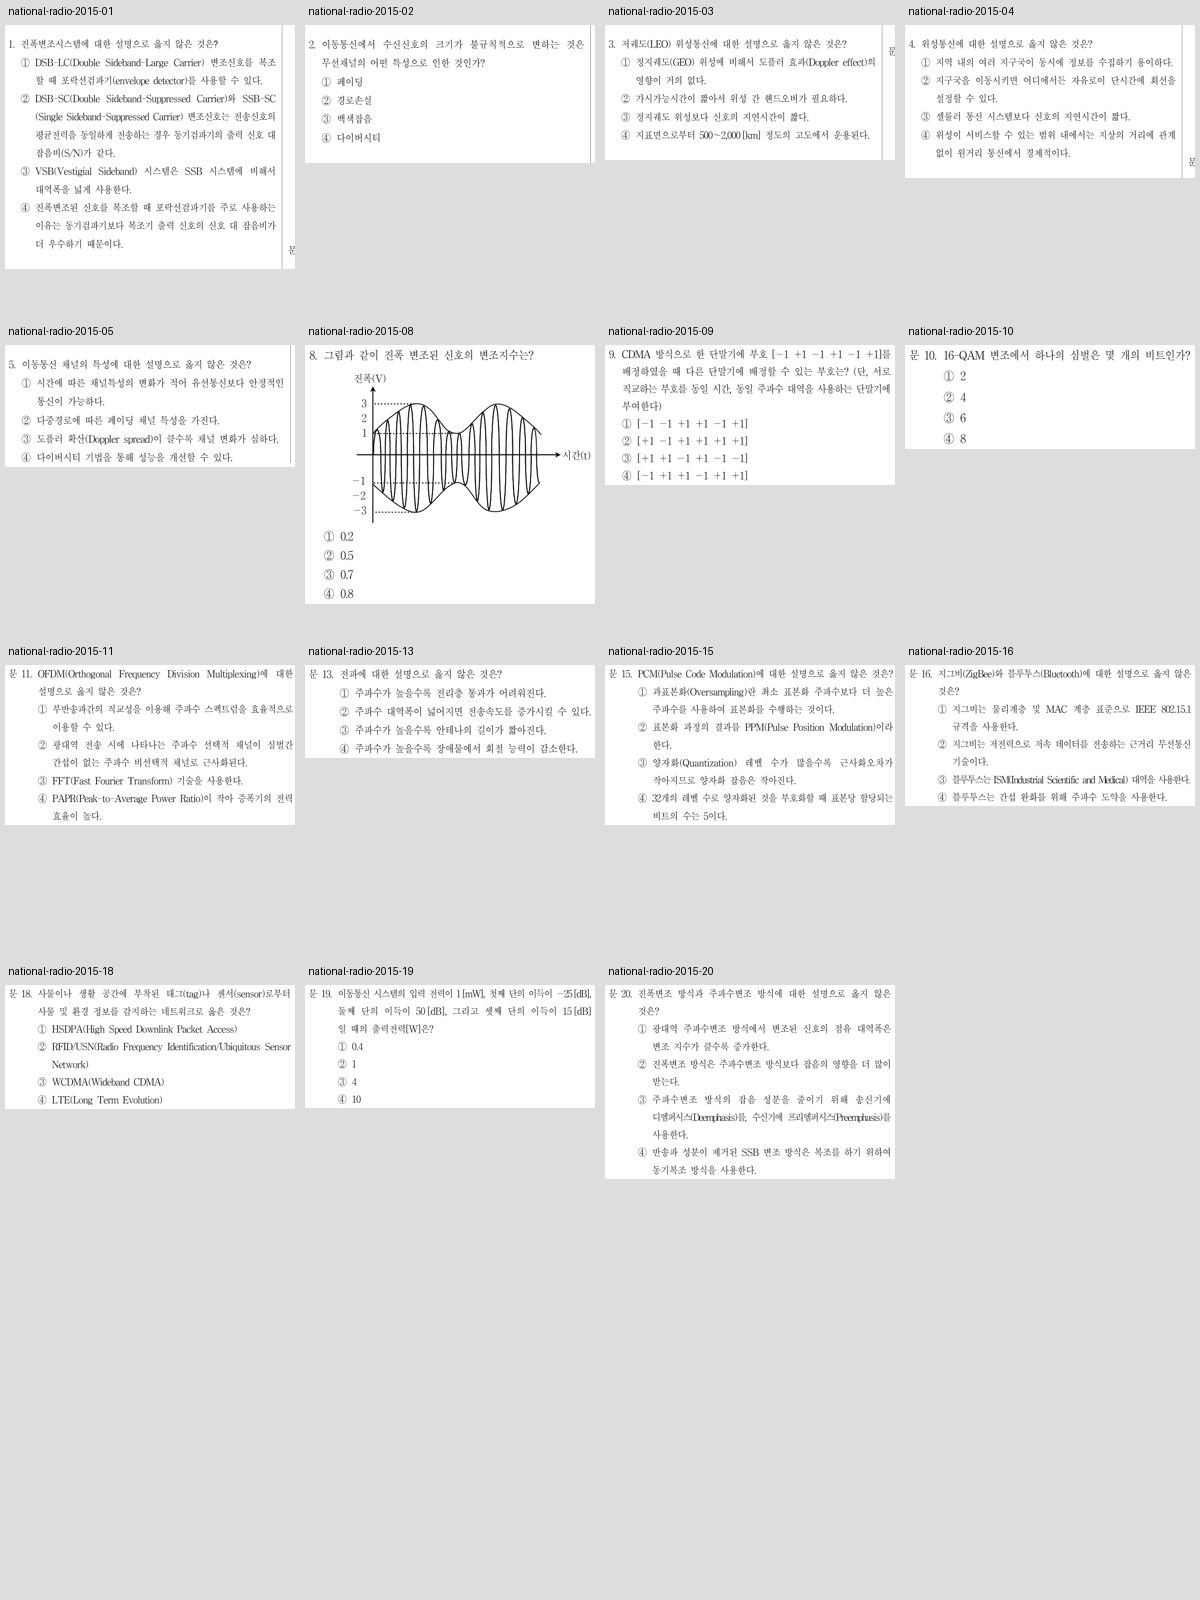 national-radio-2015-01
1. 진폭변조시스템에 대한 설명으로 옳지 않은 것은?
① DSB-LC(Double Sideband-Large Carrier) 변조신호를 복조
할 때 포락선검파기(envelope detector)를 사용할 수 있다.
② DSB-SC(Double Sideband-Suppressed Carrier)와 SSB-SC
(Single Sideband-Suppressed Carrier) 변조신호는 전송신호의
평균전력을 동일하게 전송하는 경우 동기검파기의 출력 신호 대
잡음비(S/N)가 같다.
③ VSB(Vestigial Sideband) 시스템은 SSB 시스템에 비해서
대역폭을 넓게 사용한다.
④ 진폭변조된 신호를 복조할 때 포락선검파기를 주로 사용하는
이유는 동기검파기보다 복조기 출력 신호의 신호 대 잡음비가
더 우수하기 때문이다.
문
national-radio-2015-02
2. 이동통신에서 수신신호의 크기가 불규칙적으로 변하는 것은
무선채널의 어떤 특성으로 인한 것인가?
① 페이딩
② 경로손실
③ 백색잡음
④ 다이버시티
national-radio-2015-03
3. 저궤도(LEO) 위성통신에 대한 설명으로 옳지 않은 것은?
① 정지궤도(GEO) 위성에 비해서 도플러 효과(Doppler effect)의
영향이 거의 없다.
② 가시가능시간이 짧아서 위성 간 핸드오버가 필요하다.
③ 정지궤도 위성보다 신호의 지연시간이 짧다.
④ 지표면으로부터 500~2,000[km] 정도의 고도에서 운용된다.
문
national-radio-2015-04
4. 위성통신에 대한 설명으로 옳지 않은 것은?
① 지역 내의 여러 지구국이 동시에 정보를 수집하기 용이하다.
② 지구국을 이동시키면 어디에서든 자유로이 단시간에 회선을
설정할 수 있다.
③ 셀룰러 통신 시스템보다 신호의 지연시간이 짧다.
④ 위성이 서비스할 수 있는 범위 내에서는 지상의 거리에 관계
없이 원거리 통신에서 경제적이다.
문
national-radio-2015-05
5. 이동통신 채널의 특성에 대한 설명으로 옳지 않은 것은?
① 시간에 따른 채널특성의 변화가 적어 유선통신보다 안정적인
통신이 가능하다.
② 다중경로에 따른 페이딩 채널 특성을 가진다.
③ 도플러 확산(Doppler spread)이 클수록 채널 변화가 심하다.
④ 다이버시티 기법을 통해 성능을 개선할 수 있다.
national-radio-2015-08
8. 그림과 같이 진폭 변조된 신호의 변조지수는?
진폭(V)
3
2
1
시간(t)
−1
−2
−3
① 0.2
② 0.5
③ 0.7
④ 0.8
national-radio-2015-09
9. CDMA 방식으로 한 단말기에 부호 [−1 +1 −1 +1 −1 +1]를
배정하였을 때 다른 단말기에 배정할 수 있는 부호는? (단, 서로
직교하는 부호를 동일 시간, 동일 주파수 대역을 사용하는 단말기에
부여한다)
① [−1 −1 +1 +1 −1 +1]
② [+1 −1 +1 +1 +1 +1]
③ [+1 +1 −1 +1 −1 −1]
④ [−1 +1 +1 −1 +1 +1]
national-radio-2015-10
문 10. 16-QAM 변조에서 하나의 심벌은 몇 개의 비트인가?
① 2
② 4
③ 6
④ 8
national-radio-2015-11
문 11. OFDM(Orthogonal Frequency Division Multiplexing)에 대한
설명으로 옳지 않은 것은?
① 부반송파간의 직교성을 이용해 주파수 스펙트럼을 효율적으로
이용할 수 있다.
② 광대역 전송 시에 나타나는 주파수 선택적 채널이 심벌간
간섭이 없는 주파수 비선택적 채널로 근사화된다.
③ FFT(Fast Fourier Transform) 기술을 사용한다.
④ PAPR(Peak-to-Average Power Ratio)이 작아 증폭기의 전력
효율이 높다.
national-radio-2015-13
문 13. 전파에 대한 설명으로 옳지 않은 것은?
① 주파수가 높을수록 전리층 통과가 어려워진다.
② 주파수 대역폭이 넓어지면 전송속도를 증가시킬 수 있다.
③ 주파수가 높을수록 안테나의 길이가 짧아진다.
④ 주파수가 높을수록 장애물에서 회절 능력이 감소한다.
national-radio-2015-15
문 15. PCM(Pulse Code Modulation)에 대한 설명으로 옳지 않은 것은?
① 과표본화(Oversampling)란 최소 표본화 주파수보다 더 높은
주파수를 사용하여 표본화를 수행하는 것이다.
② 표본화 과정의 결과를 PPM(Pulse Position Modulation)이라
한다.
③ 양자화(Quantization) 레벨 수가 많을수록 근사화오차가
작아지므로 양자화 잡음은 작아진다.
④ 32개의 레벨 수로 양자화된 것을 부호화할 때 표본당 할당되는
비트의 수는 5이다.
national-radio-2015-16
문 16. 지그비(ZigBee)와 블루투스(Bluetooth)에 대한 설명으로 옳지 않은
것은?
① 지그비는 물리계층 및 MAC 계층 표준으로 IEEE 802.15.1
규격을 사용한다.
② 지그비는 저전력으로 저속 데이터를 전송하는 근거리 무선통신
기술이다.
③ 블루투스는 ISM(Industrial Scientific and Medical) 대역을 사용한다.
④ 블루투스는 간섭 완화를 위해 주파수 도약을 사용한다.
national-radio-2015-18
문 18. 사물이나 생활 공간에 부착된 태그(tag)나 센서(sensor)로부터
사물 및 환경 정보를 감지하는 네트워크로 옳은 것은?
① HSDPA(High Speed Downlink Packet Access)
② RFID/USN(Radio Frequency Identification/Ubiquitous Sensor
Network)
③ WCDMA(Wideband CDMA)
④ LTE(Long Term Evolution)
national-radio-2015-19
문 19. 이동통신 시스템의 입력 전력이 1 [mW], 첫째 단의 이득이 −25 [dB],
둘째 단의 이득이 50 [dB], 그리고 셋째 단의 이득이 15 [dB]
일 때의 출력전력[W]은?
① 0.4
② 1
③ 4
④ 10
national-radio-2015-20
문 20. 진폭변조 방식과 주파수변조 방식에 대한 설명으로 옳지 않은
것은?
① 광대역 주파수변조 방식에서 변조된 신호의 점유 대역폭은
변조 지수가 클수록 증가한다.
② 진폭변조 방식은 주파수변조 방식보다 잡음의 영향을 더 많이
받는다.
③ 주파수변조 방식의 잡음 성분을 줄이기 위해 송신기에
디엠퍼시스(Deemphasis)를, 수신기에 프리엠퍼시스(Preemphasis)를
사용한다.
④ 반송파 성분이 제거된 SSB 변조 방식은 복조를 하기 위하여
동기복조 방식을 사용한다.